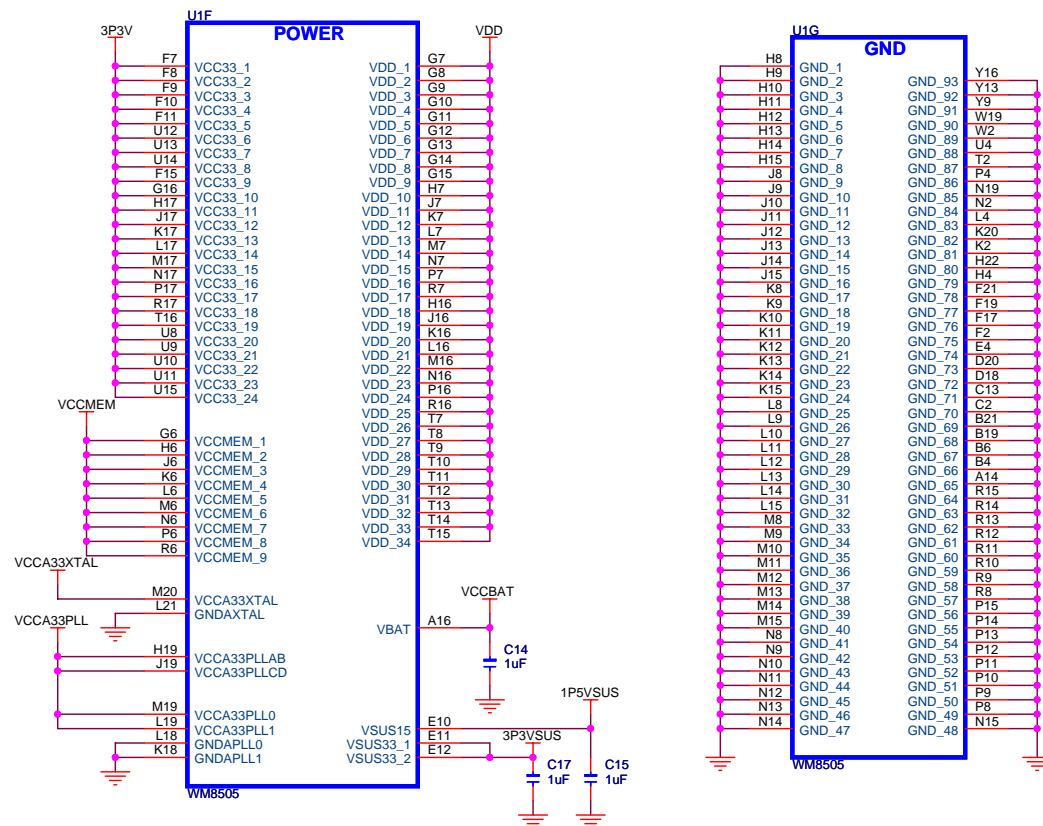 U1F
POWER
3P3V VDD
F7 VCC33_1 VDD_1 G7
F8 VCC33_2 VDD_2 G8
F9 VCC33_3 VDD_3 G9
F10 VCC33_4 VDD_4 G10
F11 VCC33_5 VDD_5 G11
U12 VCC33_6 VDD_6 G12
U13 VCC33_7 VDD_7 G13
U14 VCC33_8 VDD_8 G14
F15 VCC33_9 VDD_9 G15
G16 VCC33_10 VDD_10 H7
H17 VCC33_11 VDD_11 J7
J17 VCC33_12 VDD_12 K7
K17 VCC33_13 VDD_13 L7
L17 VCC33_14 VDD_14 M7
M17 VCC33_15 VDD_15 N7
N17 VCC33_16 VDD_16 P7
P17 VCC33_17 VDD_17 R7
R17 VCC33_18 VDD_18 H16
T16 VCC33_19 VDD_19 J16
U8 VCC33_20 VDD_20 K16
U9 VCC33_21 VDD_21 L16
U10 VCC33_22 VDD_22 M16
U11 VCC33_23 VDD_23 N16
U15 VCC33_24 VDD_24 P16
VCCMEM VDD_25 R16
VDD_26 T7
G6 VCCMEM_1 VDD_27 T8
H6 VCCMEM_2 VDD_28 T9
J6 VCCMEM_3 VDD_29 T10
K6 VCCMEM_4 VDD_30 T11
L6 VCCMEM_5 VDD_31 T12
M6 VCCMEM_6 VDD_32 T13
N6 VCCMEM_7 VDD_33 T14
P6 VCCMEM_8 VDD_34 T15
R6 VCCMEM_9
VCCA33XTAL
M20 VCCA33XTAL
L21 GNDAXTAL
VCCBAT
VCCA33PLL
VBAT A16
C14
1uF
H19 VCCA33PLLAB
J19 VCCA33PLLCD
1P5VSUS
M19 VCCA33PLL0
L19 VCCA33PLL1 VSUS15 E10
L18 GNDAPLL0 VSUS33_1 E11 3P3VSUS
K18 GNDAPLL1 VSUS33_2 E12
C17
1uF
C15
1uF
WM8505
U1G
GND
H8 GND_1
H9 GND_2 GND_93 Y16
H10 GND_3 GND_92 Y13
H11 GND_4 GND_91 Y9
H12 GND_5 GND_90 W19
H13 GND_6 GND_89 W2
H14 GND_7 GND_88 U4
H15 GND_8 GND_87 T2
J8 GND_9 GND_86 P4
J9 GND_10 GND_85 N19
J10 GND_11 GND_84 N2
J11 GND_12 GND_83 L4
J12 GND_13 GND_82 K20
J13 GND_14 GND_81 K2
J14 GND_15 GND_80 H22
J15 GND_16 GND_79 H4
K8 GND_17 GND_78 F21
K9 GND_18 GND_77 F19
K10 GND_19 GND_76 F17
K11 GND_20 GND_75 F2
K12 GND_21 GND_74 E4
K13 GND_22 GND_73 D20
K14 GND_23 GND_72 D18
K15 GND_24 GND_71 C13
L8 GND_25 GND_70 C2
L9 GND_26 GND_69 B21
L10 GND_27 GND_68 B19
L11 GND_28 GND_67 B6
L12 GND_29 GND_66 B4
L13 GND_30 GND_65 A14
L14 GND_31 GND_64 R15
L15 GND_32 GND_63 R14
M8 GND_33 GND_62 R13
M9 GND_34 GND_61 R12
M10 GND_35 GND_60 R11
M11 GND_36 GND_59 R10
M12 GND_37 GND_58 R9
M13 GND_38 GND_57 R8
M14 GND_39 GND_56 P15
M15 GND_40 GND_55 P14
N8 GND_41 GND_54 P13
N9 GND_42 GND_53 P12
N10 GND_43 GND_52 P11
N11 GND_44 GND_51 P10
N12 GND_45 GND_50 P9
N13 GND_46 GND_49 P8
N14 GND_47 GND_48 N15
WM8505